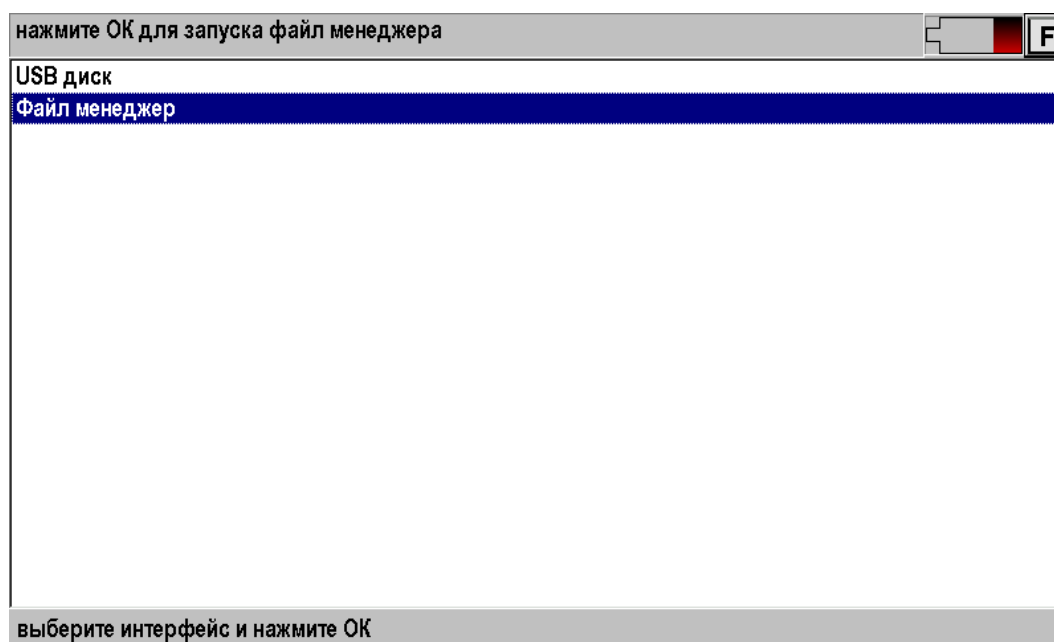 нажмите ОК для запуска файл менеджера
F
USB диск
Файл менеджер
выберите интерфейс и нажмите ОК